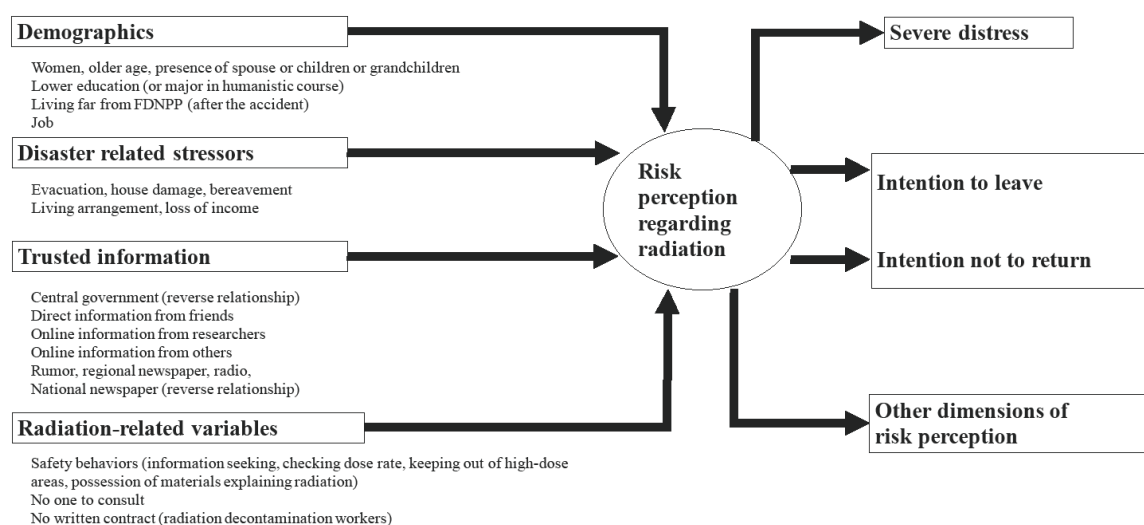 Demographics
Women, older age, presence of spouse or children or grandchildren
Lower education (or major in humanistic course)
Living far from FDNPP (after the accident)
Job
Disaster related stressors
Evacuation, house damage, bereavement
Living arrangement, loss of income
Trusted information
Central government (reverse relationship)
Direct information from friends
Online information from researchers
Online information from others
Rumor, regional newspaper, radio,
National newspaper (reverse relationship)
Radiation-related variables
Safety behaviors (information seeking, checking dose rate, keeping out of high-dose
areas, possession of materials explaining radiation)
No one to consult
No written contract (radiation decontamination workers)
Risk
perception
regarding
radiation
Severe distress
Intention to leave
Intention not to return
Other dimensions of
risk perception